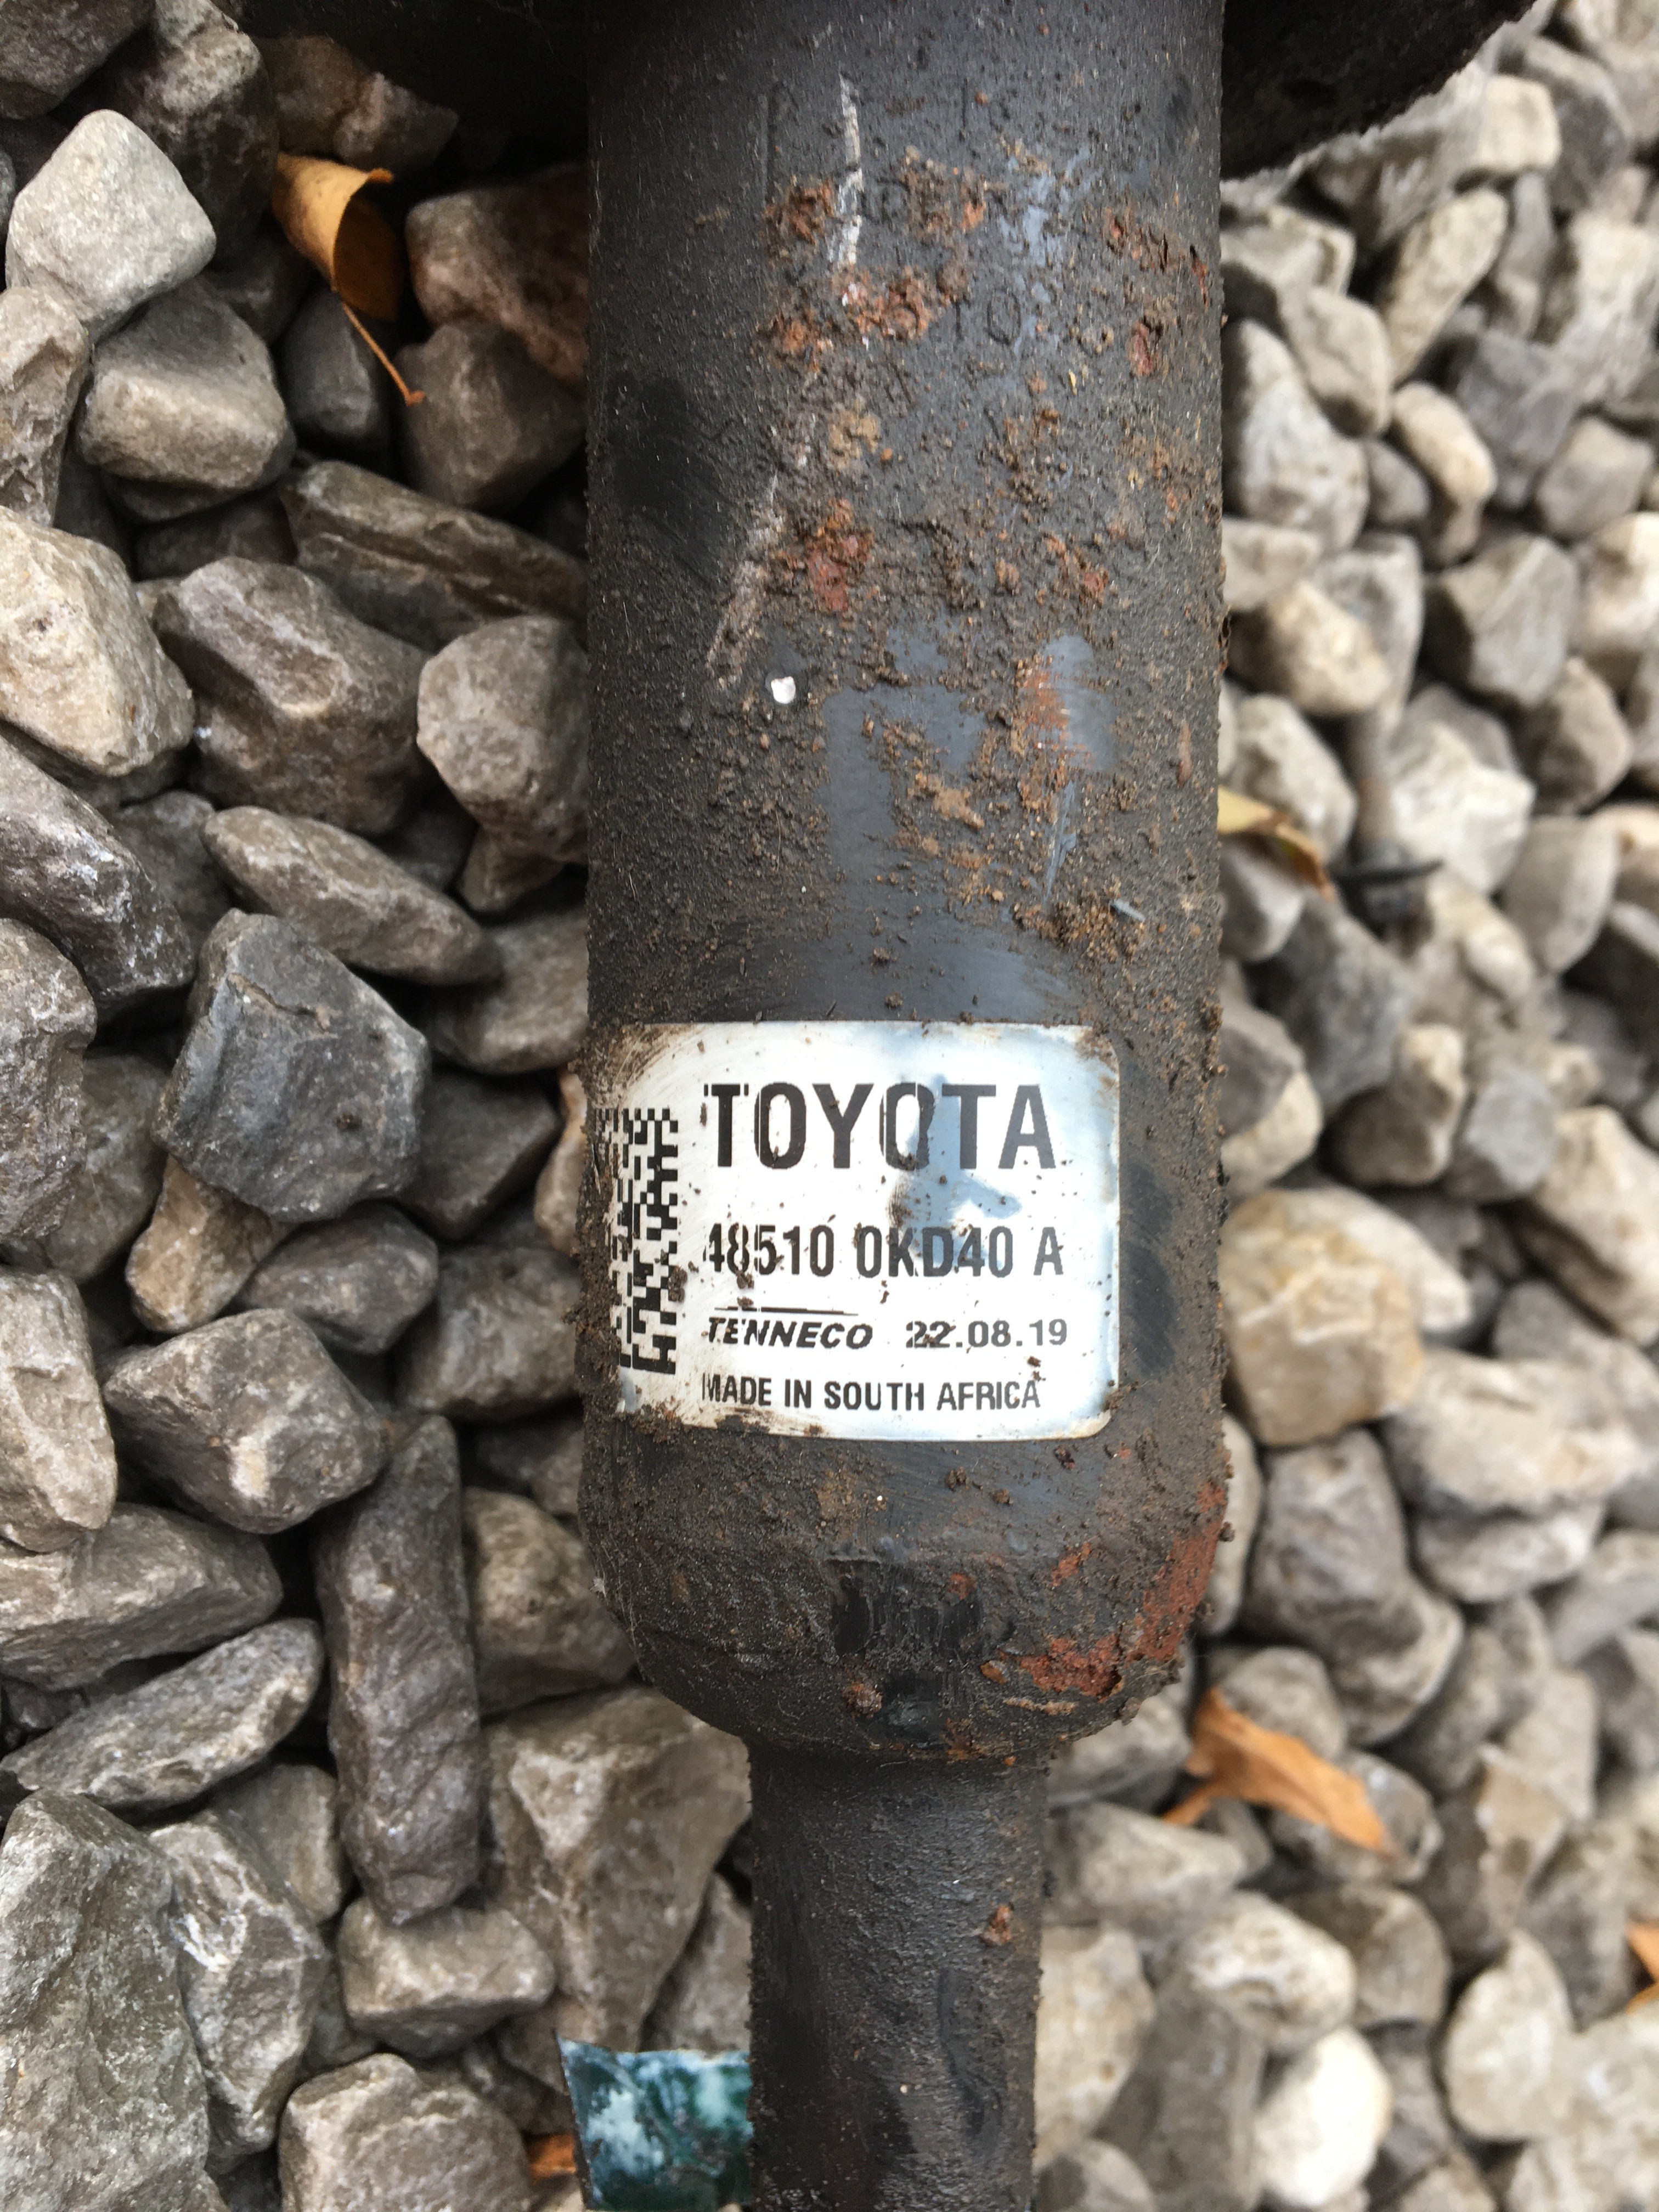 TOYOTA
48510 0KD40 A
TENNECO 22.08.19
MADE IN SOUTH AFRICA